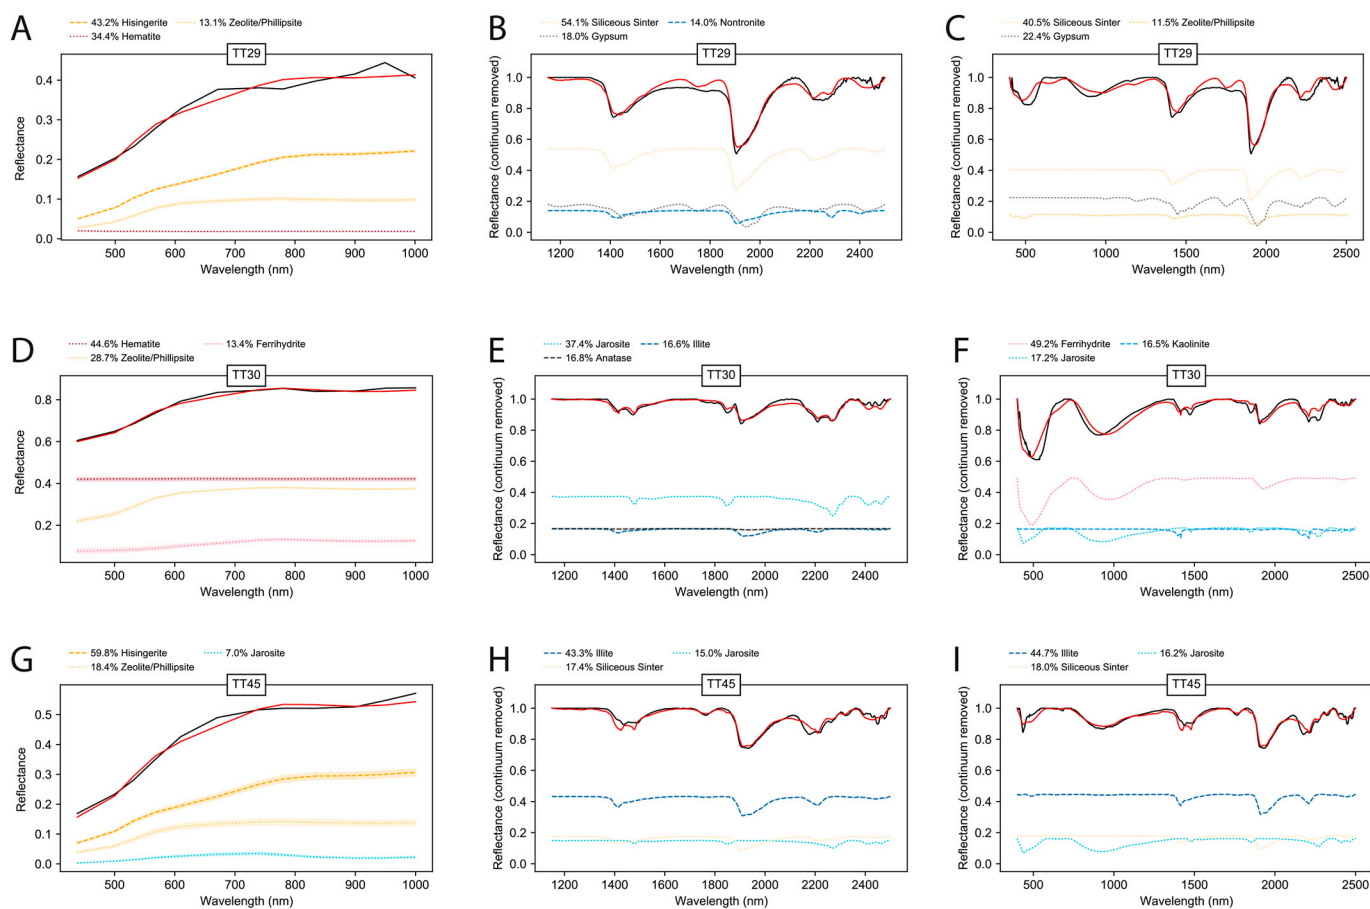 A
43.2% Hisingerite 13.1% Zeolite/Phillipsite
34.4% Hematite
TT29
Reflectance
0.4
0.3
0.2
0.1
0.0
500 600 700 800 900 1000
Wavelength (nm)
B
54.1% Siliceous Sinter 14.0% Nontronite
18.0% Gypsum
TT29
Reflectance (continuum removed)
1.0
0.8
0.6
0.4
0.2
0.0
1200 1400 1600 1800 2000 2200 2400
Wavelength (nm)
C
40.5% Siliceous Sinter 11.5% Zeolite/Phillipsite
22.4% Gypsum
TT29
Reflectance (continuum removed)
1.0
0.8
0.6
0.4
0.2
0.0
500 1000 1500 2000 2500
Wavelength (nm)
D
44.6% Hematite 13.4% Ferrihydrite
28.7% Zeolite/Phillipsite
TT30
Reflectance
0.8
0.6
0.4
0.2
500 600 700 800 900 1000
Wavelength (nm)
E
37.4% Jarosite 16.6% Illite
16.8% Anatase
TT30
Reflectance (continuum removed)
1.0
0.8
0.6
0.4
0.2
0.0
1200 1400 1600 1800 2000 2200 2400
Wavelength (nm)
F
49.2% Ferrihydrite 16.5% Kaolinite
17.2% Jarosite
TT30
Reflectance (continuum removed)
1.0
0.8
0.6
0.4
0.2
0.0
500 1000 1500 2000 2500
Wavelength (nm)
G
59.8% Hisingerite 7.0% Jarosite
18.4% Zeolite/Phillipsite
TT45
Reflectance
0.5
0.4
0.3
0.2
0.1
0.0
500 600 700 800 900 1000
Wavelength (nm)
H
43.3% Illite 15.0% Jarosite
17.4% Siliceous Sinter
TT45
Reflectance (continuum removed)
1.0
0.8
0.6
0.4
0.2
0.0
1200 1400 1600 1800 2000 2200 2400
Wavelength (nm)
I
44.7% Illite 16.2% Jarosite
18.0% Siliceous Sinter
TT45
Reflectance (continuum removed)
1.0
0.8
0.6
0.4
0.2
0.0
500 1000 1500 2000 2500
Wavelength (nm)